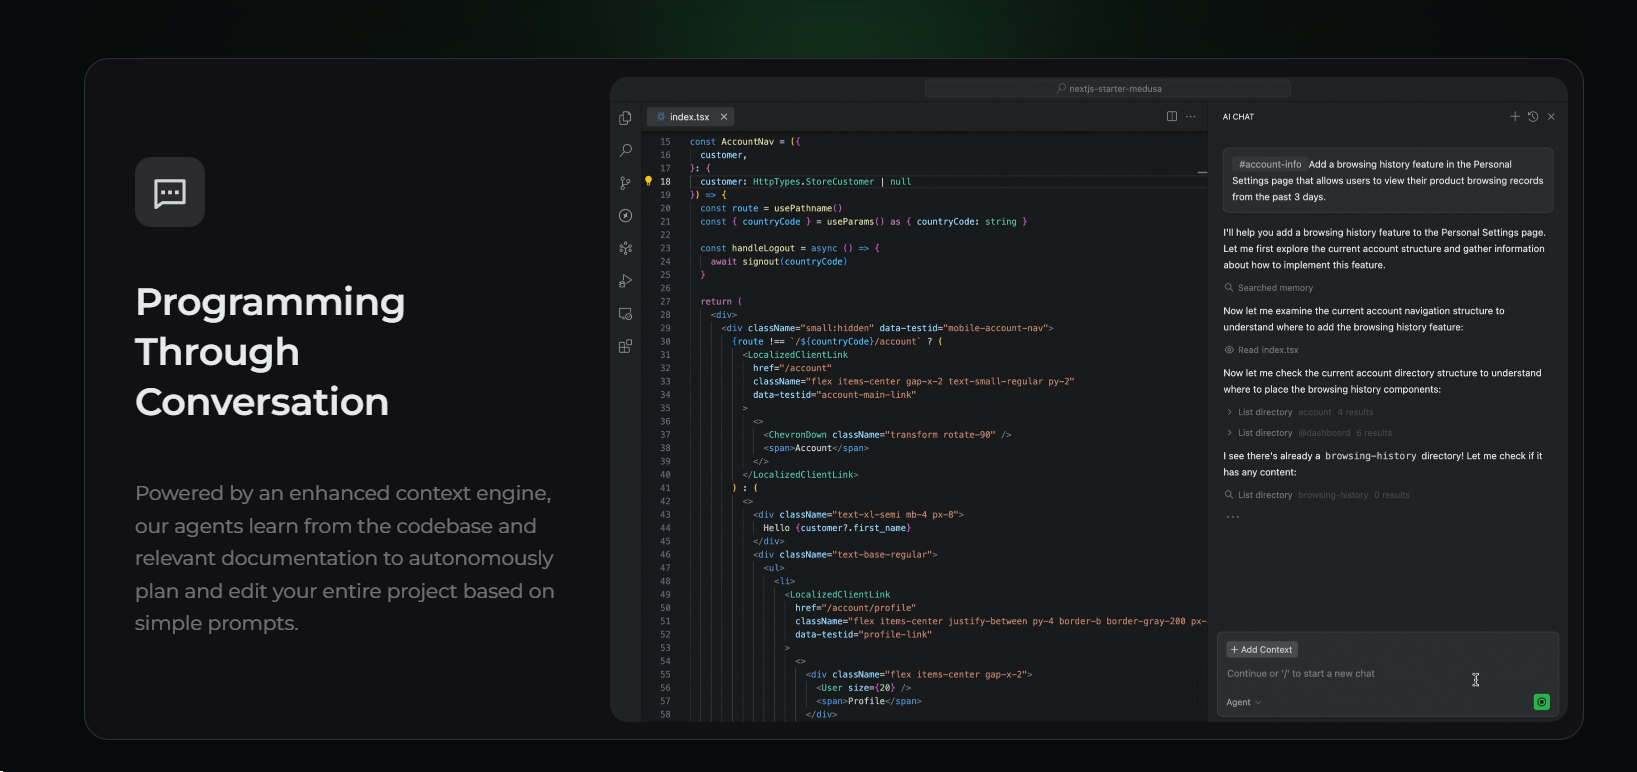 Programming
Through
Conversation
Powered by an enhanced context engine,
our agents learn from the codebase and
relevant documentation to autonomously
plan and edit your entire project based on
simple prompts.
nextjs-starter-medusa
index.tsx
15 const AccountNav = ({
16   customer,
17 }: {
18   customer: HttpTypes.StoreCustomer | null
19 }) => {
20   const route = usePathname()
21   const { countryCode } = useParams() as { countryCode: string }
22
23   const handleLogout = async () => {
24     await signout(countryCode)
25   }
26
27   return (
28     <div>
29       <div className="small:hidden" data-testid="mobile-account-nav">
30         {route !== `/${countryCode}/account` ? (
31           <LocalizedClientLink
32             href="/account"
33             className="flex items-center gap-x-2 text-small-regular py-2"
34             data-testid="account-main-link"
35           >
36             <>
37               <ChevronDown className="transform rotate-90" />
38               <span>Account</span>
39             </>
40           </LocalizedClientLink>
41         ) : (
42           <>
43             <div className="text-xl-semi mb-4 px-8">
44               Hello {customer?.first_name}
45             </div>
46             <div className="text-base-regular">
47               <ul>
48                 <li>
49                   <LocalizedClientLink
50                     href="/account/profile"
51                     className="flex items-center justify-between py-4 border-b border-gray-200 px-
52                     data-testid="profile-link"
53                   >
54                     <>
55                       <div className="flex items-center gap-x-2">
56                         <User size={20} />
57                         <span>Profile</span>
58                       </div>
AI CHAT
#account-info Add a browsing history feature in the Personal
Settings page that allows users to view their product browsing records
from the past 3 days.
I'll help you add a browsing history feature to the Personal Settings page.
Let me first explore the current account structure and gather information
about how to implement this feature.
Searched memory
Now let me examine the current account navigation structure to
understand where to add the browsing history feature:
Read index.tsx
Now let me check the current account directory structure to understand
where to place the browsing history components:
List directory account 4 results
List directory @dashboard 6 results
I see there's already a browsing-history directory! Let me check if it
has any content:
List directory browsing-history 0 results
+ Add Context
Continue or '/' to start a new chat
Agent